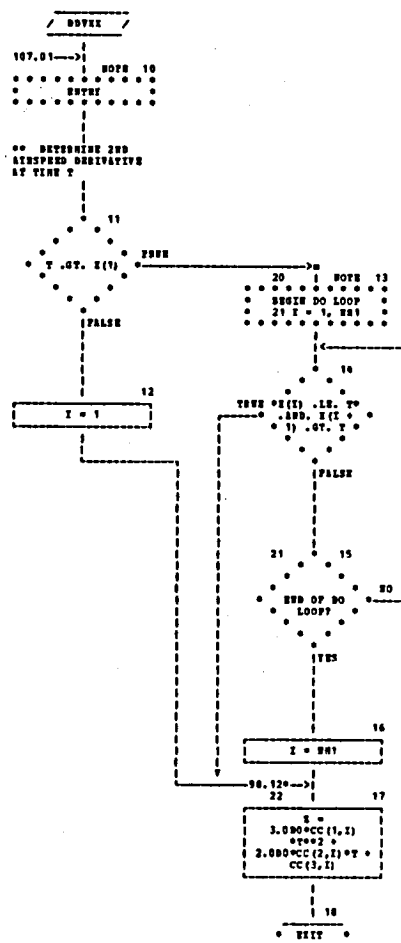 / DDVXX /
107.01--->
NOTE 10
ENTRY
** DETERMINE 2ND
AIRSPEED DERIVATIVE
AT TIME T
11
T .GT. X(1)
TRUE
FALSE
20 NOTE 13
BEGIN DO LOOP
21 I = 1, NM1
12
I = 1
14
TRUE
X(I) .LE. T
.AND. X(I +
1) .GT. T
FALSE
21 15
END OF DO
LOOP?
NO
YES
16
I = NM1
98.12*-->
22 17
3.0D0*CC(1,I)
*T**2 +
2.0D0*CC(2,I)*T +
CC(3,I)
18
EXIT